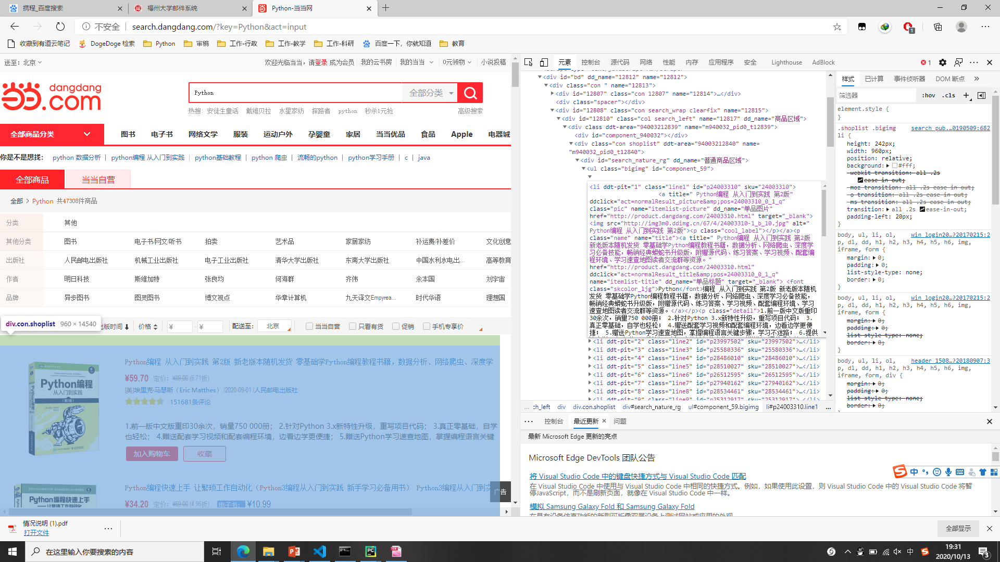 携程_百度搜索
福州大学邮件系统
Python-当当网
不安全
search.dangdang.com/?key=Python&act=input
收藏到有道云笔记
DogeDoge 检索
Python
审稿
工作-行政
工作-教学
工作-科研
百度一下，你就知道
教育
送至：北京
欢迎光临当当，请登录 成为会员
我的云书房
我的当当
0元领物
小说投稿
dangdang
.com
Python
全部分类
热搜：安徒生童话 戴维贝拉 水星家纺 探路者 python 秒杀1元抢
高级搜索
全部商品分类
图书 电子书 网络文学 服装 运动户外 孕婴童 家居 当当优品 食品 Apple 电器城
你是不是想找： python 数据分析 | python编程 从入门到实践 | python基础教程 | python 爬虫 | 流畅的python | python学习手册 | c | java
全部商品
当当自营
全部 > Python 共47308件商品
分类 其他
其他分类 图书 电子书/网文/听书 拍卖 艺术品 家居家纺 补运费/补差价 文化创意
出版社 人民邮电出版社 机械工业出版社 电子工业出版社 清华大学出版社 东南大学出版社 中国水利水电出... 高等教育
作者 明日科技 斯维加特 张良均 何海群 齐伟 余本国 刘宇宙
品牌 异步图书 图灵图书 博文视点 华章计算机 九天译文Empyrea... 时代华语 理想国
div.con.shoplist 960 × 14540
出版时间 价格 ¥ - ¥ 配送至： 北京 当当自营 只看有货 促销 手机专享价
Python编程 从入门到实践 第2版 新老版本随机发货 零基础学Python编程教程书籍，数据分析、网络爬虫、深度学
¥59.70 定价：¥89.00 (6.71折)
[美]埃里克·马瑟斯（Eric Matthes） /2020-09-01 /人民邮电出版社
151681条评论
Python编程
从入门到实践
（第2版）
1.前一版中文版重印30余次，销量750 000册； 2.针对Python 3.x新特性升级，重写项目代码； 3.真正零基础，自学
也轻松； 4.赠送配套学习视频和配套编程环境，边看边学更便捷； 5.赠送Python学习速查地图，掌握编程语言关键
加入购物车
收藏
Python编程快速上手 让繁琐工作自动化（Python3编程从入门到实践 新手学习必备用书） Python3编程从入门到实
¥34.20 定价：¥69.00 (4.96折) 电子书： ¥10.99
Python编程快速上手
广告
元素 控制台 源代码 网络 性能 内存 应用程序 安全 Lighthouse AdBlock
1
<div id="bd" dd_name="12812" name="12812">
<div class="con " name="12813">
<div id="12807" class="con 12807" name="12814">…</div>
<div class="spacer"></div>
<div id="12808" class="con search_wrap clearfix" name="12815">
<div id="12810" class="col search_left" name="12817" dd_name="商品区域">
<div class ddt-area="94003212839" name="m940032_pid0_t12839">
<div id="component_940032"></div>
<div class="con shoplist" ddt-area="94003212840" name=
"m940032_pid0_t12840">
<div id="search_nature_rg" dd_name="普通商品区域">
<ul class="bigimg" id="component_59">
<li ddt-pit="1" class="line1" id="p24003310" sku="24003310">
<a title=" Python编程 从入门到实践 第2版"
ddclick="act=normalResult_picture&amp;pos=24003310_0_1_q"
class="pic" name="itemlist-picture" dd_name="单品图片"
href="http://product.dangdang.com/24003310.html" target="_blank">
<img src="http://img3m0.ddimg.cn/67/4/24003310-1_b_10.jpg" alt="
Python编程 从入门到实践 第2版"><p class="cool_label"></p></a><p
class="name" name="title"><a title=" Python编程 从入门到实践 第2版
新老版本随机发货 零基础学Python编程教程书籍，数据分析、网络爬虫、深度学
习必备技能，畅销经典蟒蛇书升级版，附赠源代码、练习答案、学习视频、配套编
程环境、学习速查地图读者交流群等资源。"
href="http://product.dangdang.com/24003310.html"
ddclick="act=normalResult_title&amp;pos=24003310_0_1_q"
name="itemlist-title" dd_name="单品标题" target="_blank"> <font
class="skcolor_ljg">Python</font>编程 从入门到实践 第2版 新老版本随机
发货 零基础学Python编程教程书籍，数据分析、网络爬虫、深度学习必备技能，
畅销经典蟒蛇书升级版，附赠源代码、练习答案、学习视频、配套编程环境、学习
速查地图读者交流群等资源。</a></p><p class="detail">1.前一版中文版重印
30余次，销量750 000册； 2.针对Python 3.x新特性升级，重写项目代码； 3.
真正零基础，自学也轻松； 4.赠送配套学习视频和配套编程环境，边看边学更便
捷； 5.赠送Python学习速查地图，掌握编程语言关键步骤，学习不迷路； 6.提供
<li ddt-pit="2" class="line2" id="p23997502" sku="23997502">…</li>
<li ddt-pit="3" class="line3" id="p25580336" sku="25580336">…</li>
<li ddt-pit="4" class="line4" id="p28486010" sku="28486010">…</li>
<li ddt-pit="5" class="line5" id="p28510027" sku="28510027">…</li>
<li ddt-pit="6" class="line6" id="p26512595" sku="26512595">…</li>
<li ddt-pit="7" class="line7" id="p27940162" sku="27940162">…</li>
<li ddt-pit="8" class="line8" id="p28534461" sku="28534461">…</li>
<li ddt-pit="9" class="line9" id="p25312917" sku="25312917">…</li>
... ch_left div div.con.shoplist div#search_nature_rg ul#component_59.bigimg li#p24003310.line1 ...
样式 已计算 事件侦听器 DOM 断点 »
筛选器 :hov .cls +
element.style {
}
.shoplist .bigimg search_pub.…0190509:682
li {
height: 242px;
width: 960px;
position: relative;
background: #fff;
-webkit-transition: all .2s
ease-in-out;
-moz-transition: all .2s ease-in-out;
-o-transition: all .2s ease-in-out;
-ms-transition: all .2s ease-in-out;
transition: all .2s ease-in-out;
padding-left: 20px;
}
body, ul, li, ol, win_login20…?20170215:2
p, dl, dd, h1, h2, h3, h4, h5, h6, img,
iframe, form {
margin: 0;
padding: 0;
list-style-type: none;
border: 0;
}
body, ul, li, ol, win_login20…?20170215:2
p, dl, dd, h1, h2, h3, h4, h5, h6, img,
iframe, form {
margin: 0;
padding: 0;
list-style-type: none;
border: 0;
}
body, ul, li, ol, header_1508…?20180907:3
p, dl, dd, h1, h2, h3, h4, h5, h6, img,
iframe, form, div {
margin: 0;
padding: 0;
list-style-type: none;
border: 0;
控制台 最近更新 问题
最新 Microsoft Edge 更新的亮点
Microsoft Edge DevTools 团队公告
将 Visual Studio Code 中的键盘快捷方式与 Visual Studio Code 匹配
在 Visual Studio Code 中使用与 Visual Studio Code 中相同的快捷方式。例如，如果使用此设置，则 Visual Studio Code 中的 Visual Studio Code 将暂
停JavaScript，而不是刷新页面，就像在 Visual Studio Code 中一样。
模拟 Samsung Galaxy Fold 和 Samsung Galaxy Fold
中
情况说明 (1).pdf
打开文件
全部显示
在这里输入你要搜索的内容
中
19:31
2020/10/13
3